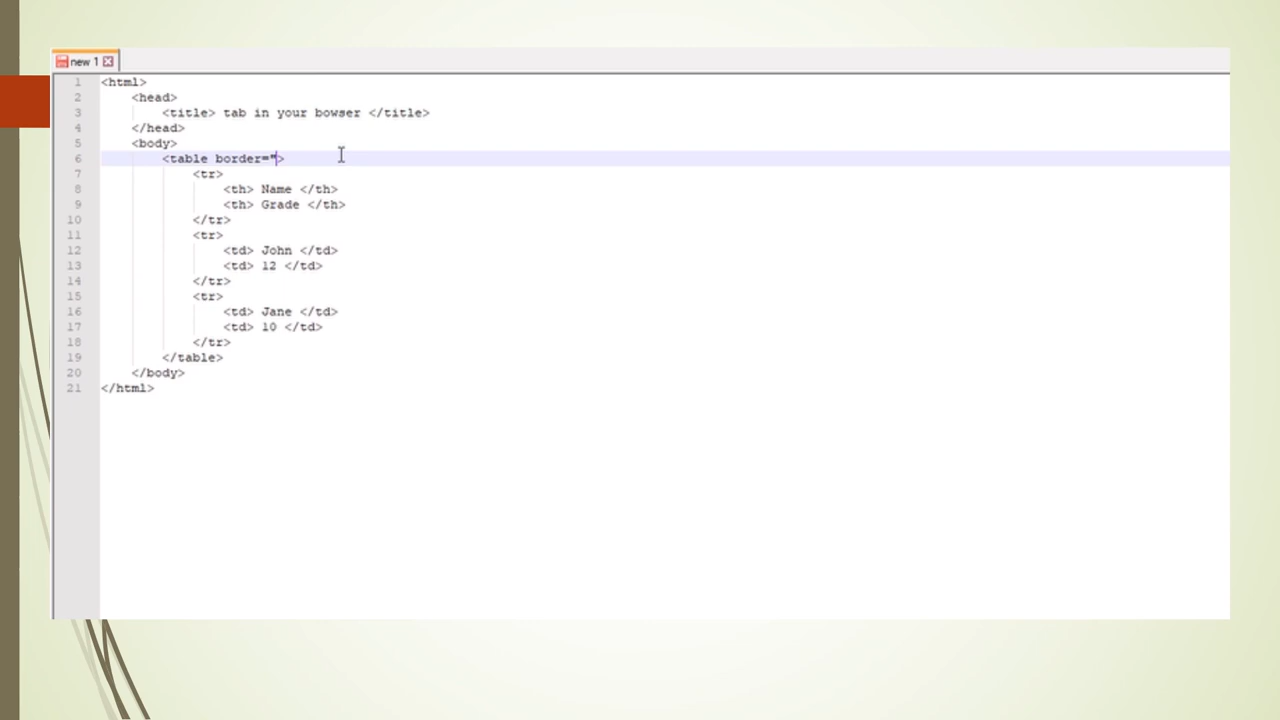 new 1
1 <html>
2 <head>
3 <title> tab in your bowser </title>
4 </head>
5 <body>
6 <table border=">
7 <tr>
8 <th> Name </th>
9 <th> Grade </th>
10 </tr>
11 <tr>
12 <td> John </td>
13 <td> 12 </td>
14 </tr>
15 <tr>
16 <td> Jane </td>
17 <td> 10 </td>
18 </tr>
19 </table>
20 </body>
21 </html>